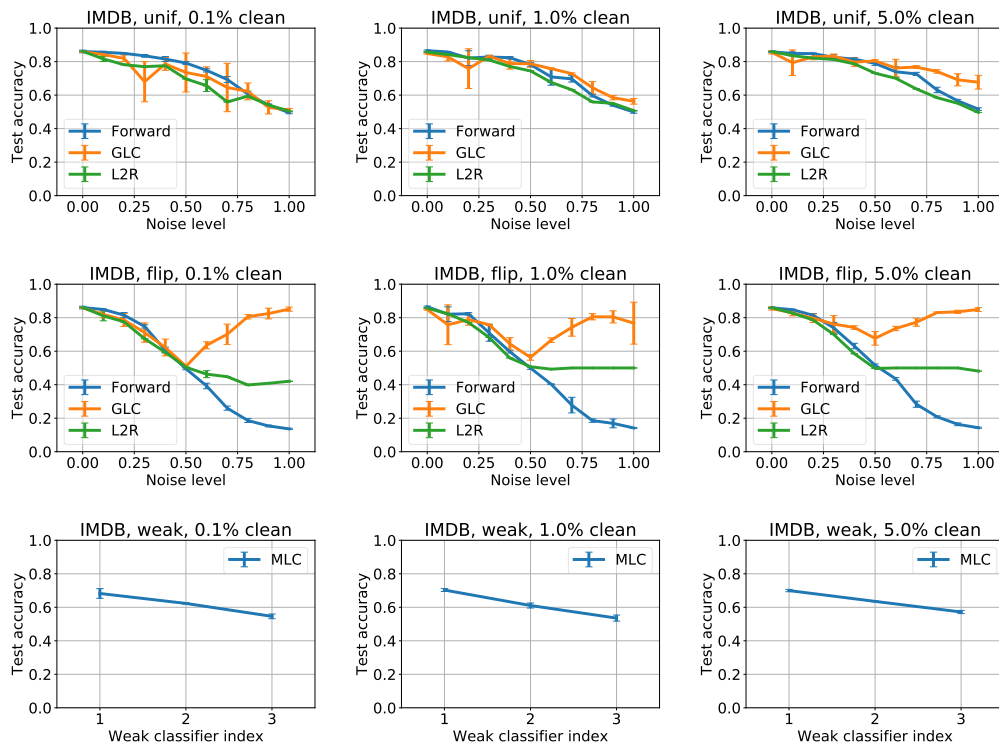 IMDB, unif, 0.1% clean
Test accuracy
1.0
0.8
0.6
0.4
0.2
0.0
Forward
GLC
L2R
0.00 0.25 0.50 0.75 1.00
Noise level
IMDB, unif, 1.0% clean
Test accuracy
1.0
0.8
0.6
0.4
0.2
0.0
Forward
GLC
L2R
0.00 0.25 0.50 0.75 1.00
Noise level
IMDB, unif, 5.0% clean
Test accuracy
1.0
0.8
0.6
0.4
0.2
0.0
Forward
GLC
L2R
0.00 0.25 0.50 0.75 1.00
Noise level
IMDB, flip, 0.1% clean
Test accuracy
1.0
0.8
0.6
0.4
0.2
0.0
Forward
GLC
L2R
0.00 0.25 0.50 0.75 1.00
Noise level
IMDB, flip, 1.0% clean
Test accuracy
1.0
0.8
0.6
0.4
0.2
0.0
Forward
GLC
L2R
0.00 0.25 0.50 0.75 1.00
Noise level
IMDB, flip, 5.0% clean
Test accuracy
1.0
0.8
0.6
0.4
0.2
0.0
Forward
GLC
L2R
0.00 0.25 0.50 0.75 1.00
Noise level
IMDB, weak, 0.1% clean
Test accuracy
1.0
0.8
0.6
0.4
0.2
0.0
MLC
1 2 3
Weak classifier index
IMDB, weak, 1.0% clean
Test accuracy
1.0
0.8
0.6
0.4
0.2
0.0
MLC
1 2 3
Weak classifier index
IMDB, weak, 5.0% clean
Test accuracy
1.0
0.8
0.6
0.4
0.2
0.0
MLC
1 2 3
Weak classifier index